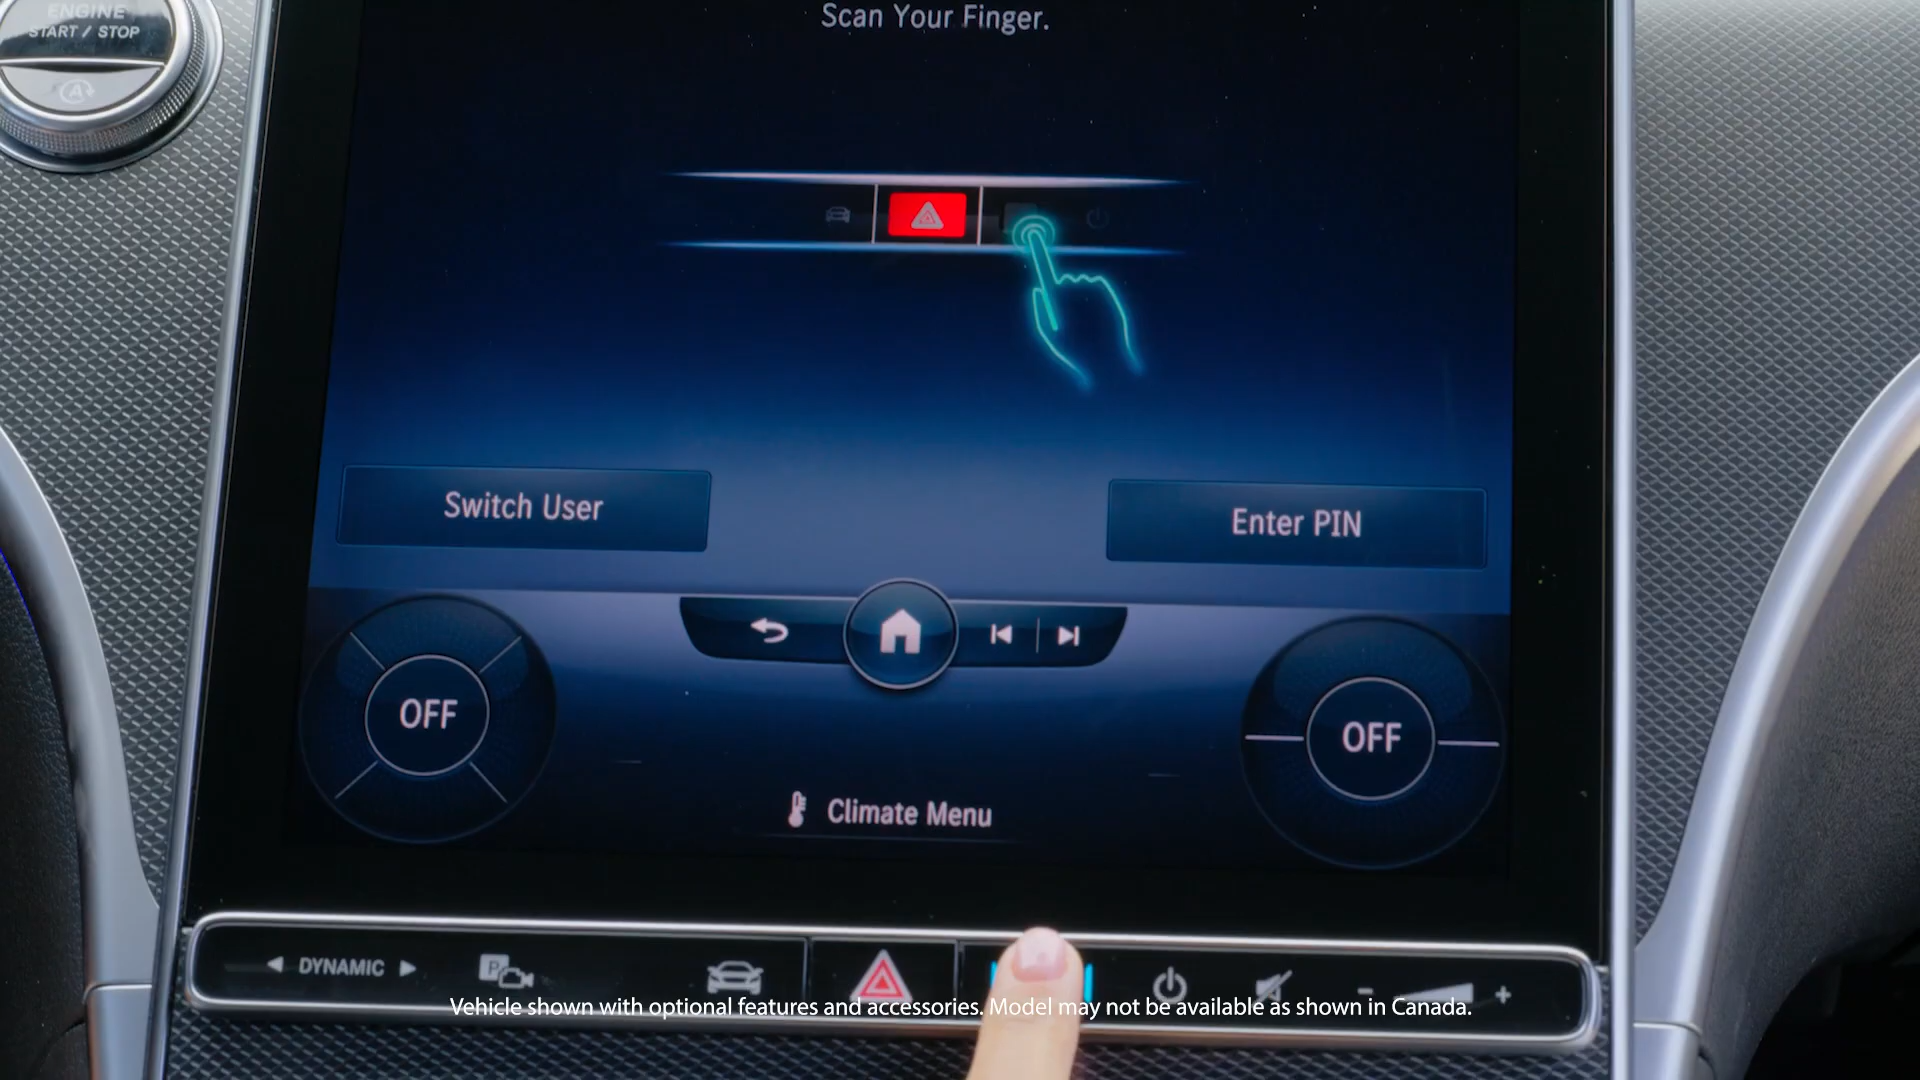 ENGINE
START / STOP
A
Scan Your Finger.
Switch User
Enter PIN
OFF
OFF
Climate Menu
DYNAMIC
P
- +
Vehicle shown with optional features and accessories. Model may not be available as shown in Canada.